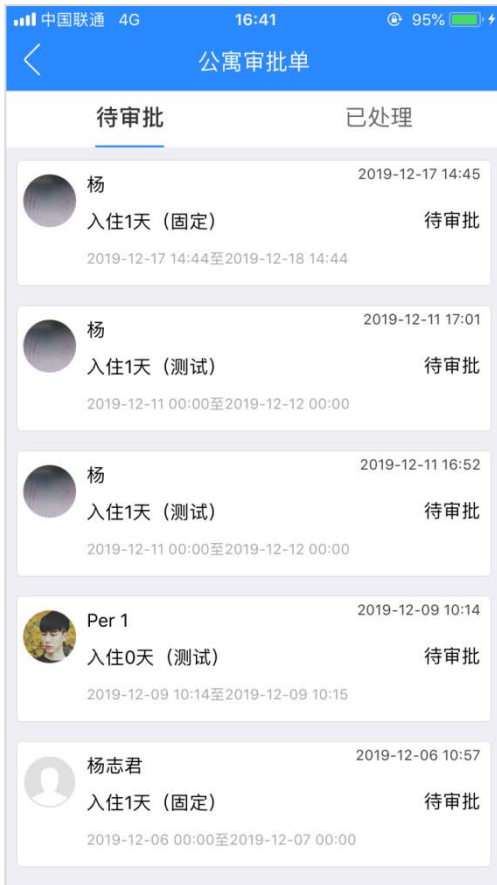 中国联通 4G 16:41 95%
公寓审批单
待审批 已处理
杨 2019-12-17 14:45
入住1天（固定） 待审批
2019-12-17 14:44至2019-12-18 14:44
杨 2019-12-11 17:01
入住1天（测试） 待审批
2019-12-11 00:00至2019-12-12 00:00
杨 2019-12-11 16:52
入住1天（测试） 待审批
2019-12-11 00:00至2019-12-12 00:00
Per 1 2019-12-09 10:14
入住0天（测试） 待审批
2019-12-09 10:14至2019-12-09 10:15
杨志君 2019-12-06 10:57
入住1天（固定） 待审批
2019-12-06 00:00至2019-12-07 00:00